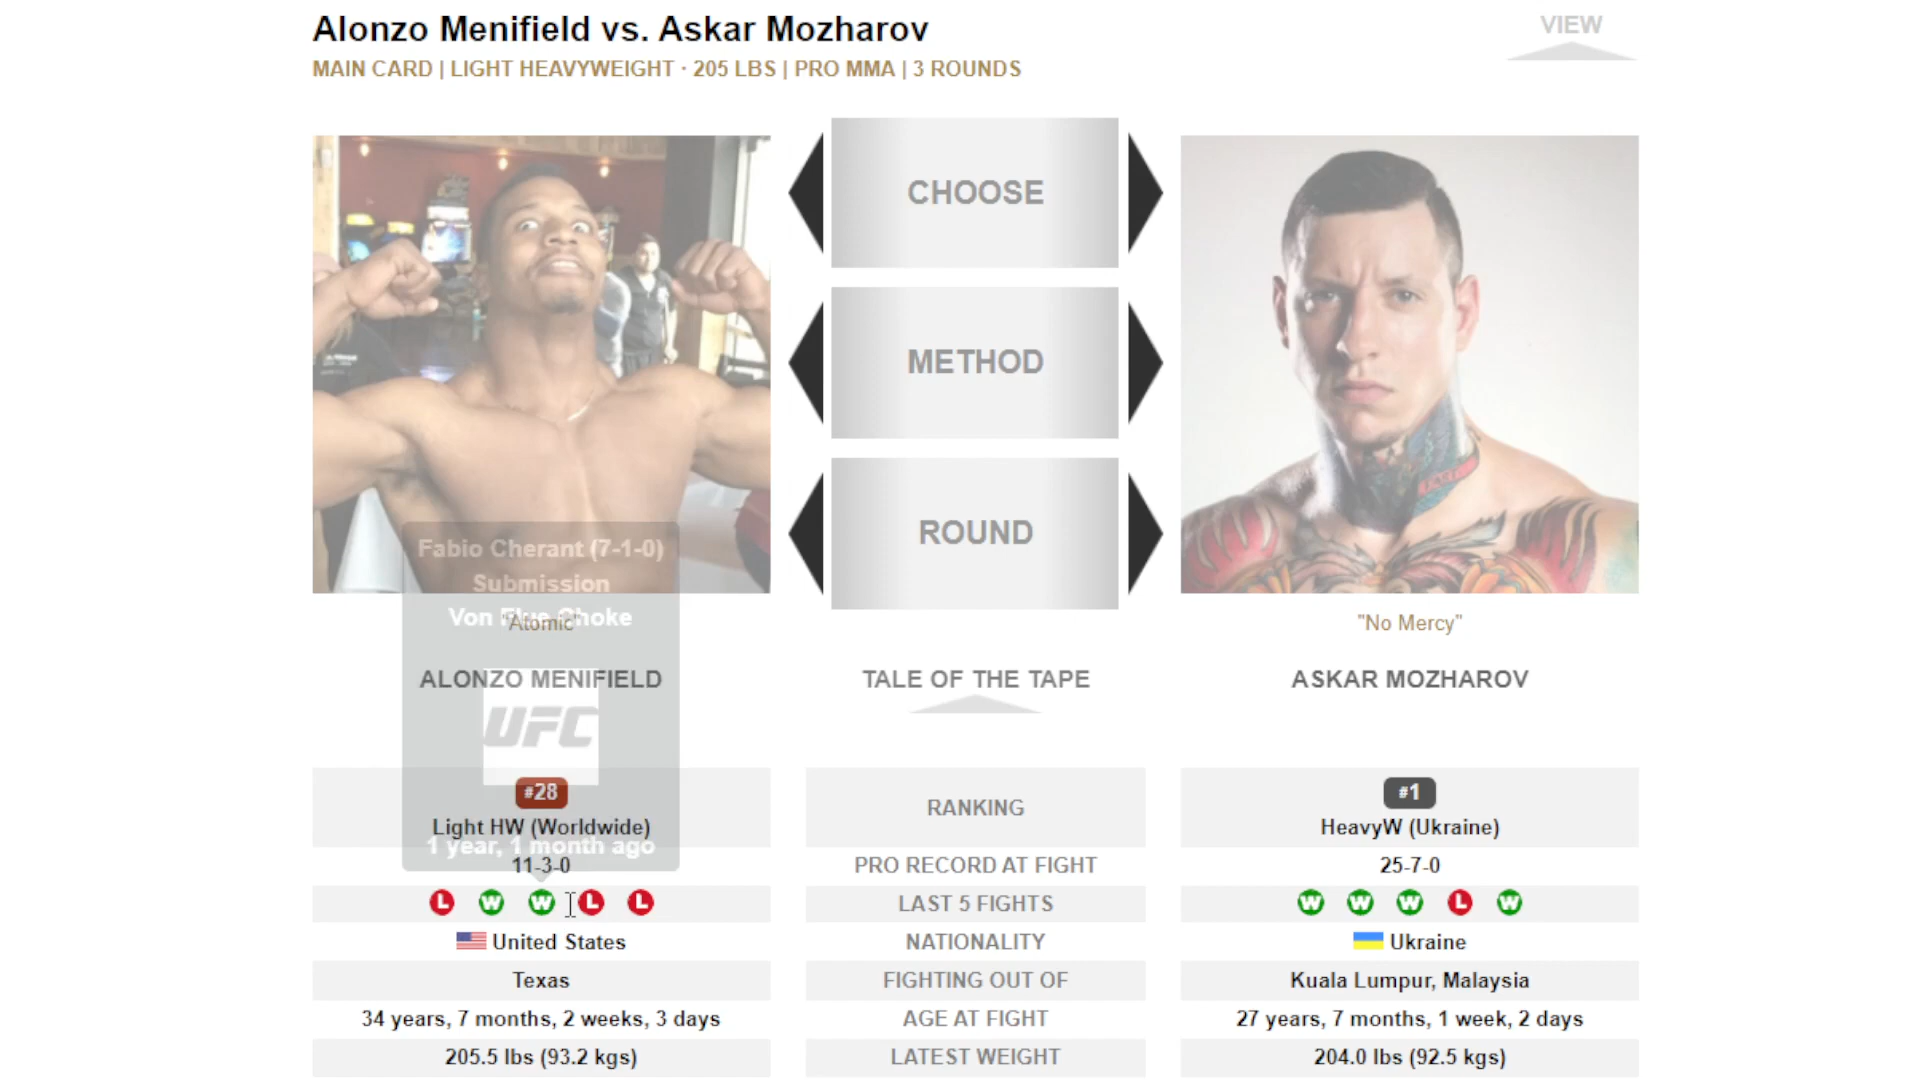 Alonzo Menifield vs. Askar Mozharov
VIEW
MAIN CARD | LIGHT HEAVYWEIGHT · 205 LBS | PRO MMA | 3 ROUNDS
CHOOSE
METHOD
ROUND
Fabio Cherant (7-1-0)
Submission
Von Flue Choke
"Atomic"
"No Mercy"
ALONZO MENIFIELD
TALE OF THE TAPE
ASKAR MOZHAROV
UFC
#28
Light HW (Worldwide)
RANKING
#1
HeavyW (Ukraine)
1 year, 1 month ago
11-3-0
PRO RECORD AT FIGHT
25-7-0
L W W L L
LAST 5 FIGHTS
W W W L W
United States
NATIONALITY
Ukraine
Texas
FIGHTING OUT OF
Kuala Lumpur, Malaysia
34 years, 7 months, 2 weeks, 3 days
AGE AT FIGHT
27 years, 7 months, 1 week, 2 days
205.5 lbs (93.2 kgs)
LATEST WEIGHT
204.0 lbs (92.5 kgs)